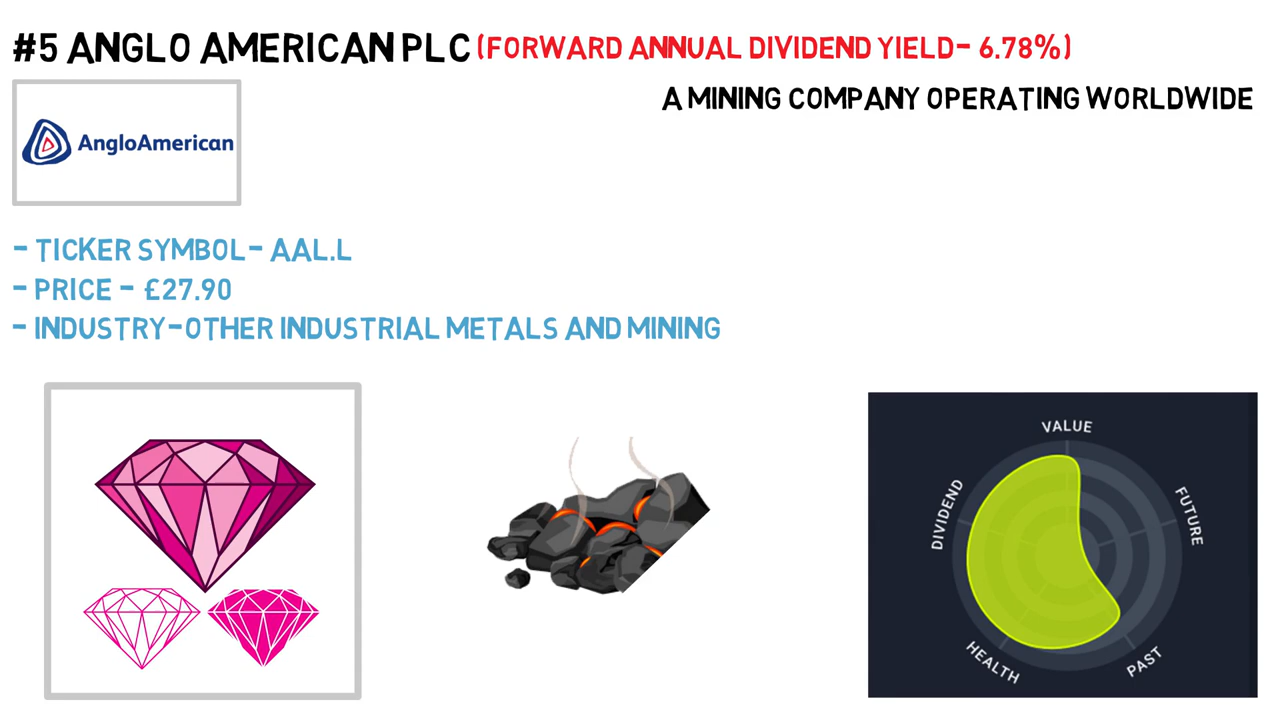 #5 ANGLO AMERICAN PLC (FORWARD ANNUAL DIVIDEND YIELD- 6.78%)
A MINING COMPANY OPERATING WORLDWIDE
AngloAmerican
- TICKER SYMBOL- AAL.L
- PRICE - £27.90
- INDUSTRY-OTHER INDUSTRIAL METALS AND MINING
VALUE
FUTURE
PAST
HEALTH
DIVIDEND